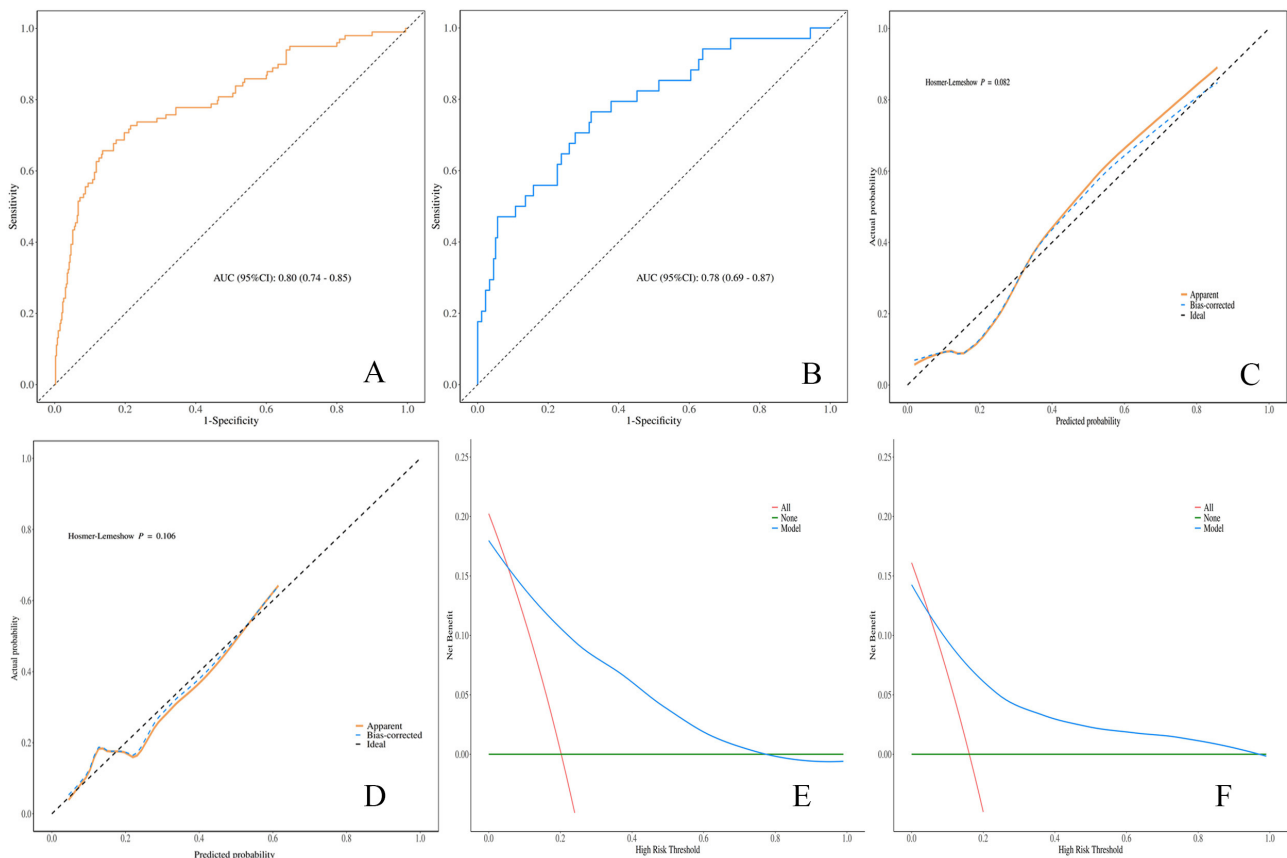 1.0
0.8
0.6
0.4
0.2
0.0
Sensitivity
AUC (95%CI): 0.80 (0.74 - 0.85)
A
0.0 0.2 0.4 0.6 0.8 1.0
1-Specificity
1.0
0.8
0.6
0.4
0.2
0.0
Sensitivity
AUC (95%CI): 0.78 (0.69 - 0.87)
B
0.0 0.2 0.4 0.6 0.8 1.0
1-Specificity
1.0
0.8
0.6
0.4
0.2
0.0
Actual probability
Hosmer-Lemeshow P = 0.082
Apparent
Bias-corrected
Ideal
C
0.0 0.2 0.4 0.6 0.8 1.0
Predicted probability
1.0
0.8
0.6
0.4
0.2
0.0
Actual probability
Hosmer-Lemeshow P = 0.106
Apparent
Bias-corrected
Ideal
D
0.0 0.2 0.4 0.6 0.8 1.0
Predicted probability
0.25
0.20
0.15
0.10
0.05
0.00
Net Benefit
All
None
Model
E
0.0 0.2 0.4 0.6 0.8 1.0
High Risk Threshold
0.25
0.20
0.15
0.10
0.05
0.00
Net Benefit
All
None
Model
F
0.0 0.2 0.4 0.6 0.8 1.0
High Risk Threshold